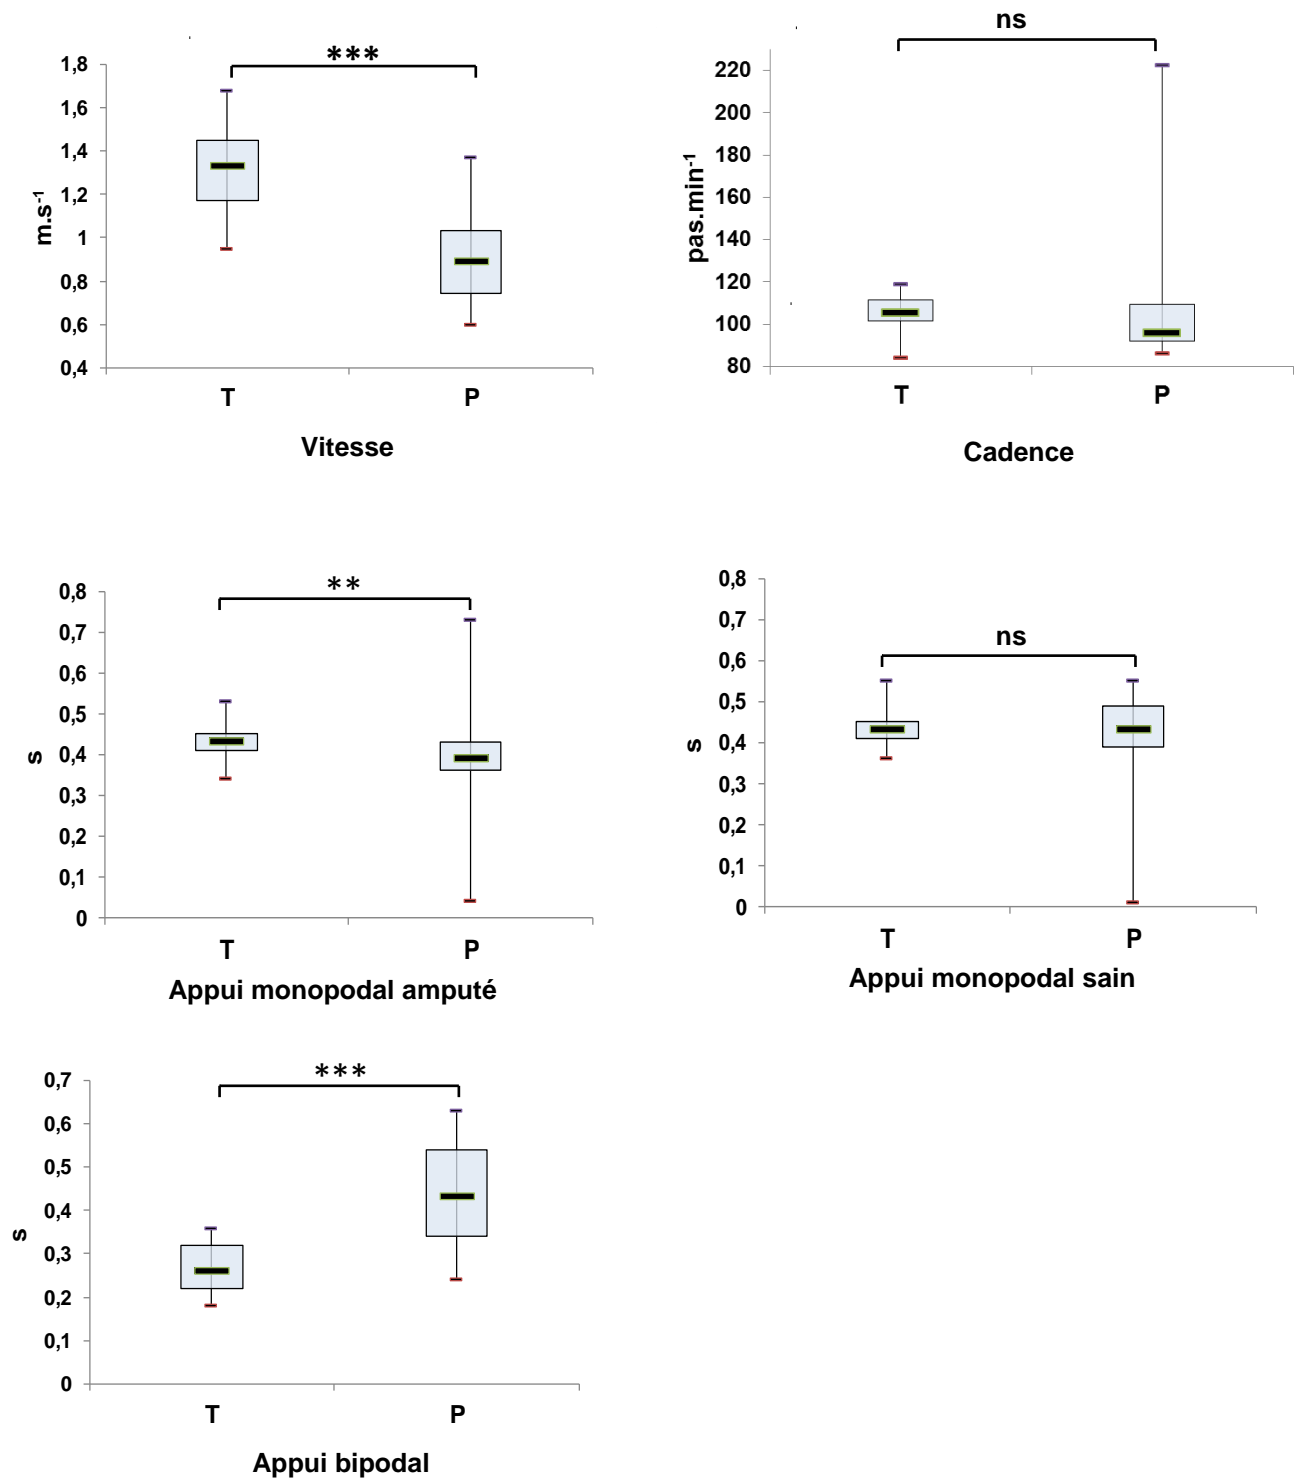 ***
1,8
1,6
1,4
1,2
1
0,8
0,6
0,4
m.s⁻¹
T P
Vitesse
ns
220
200
180
160
140
120
100
80
pas.min⁻¹
T P
Cadence
**
0,8
0,7
0,6
0,5
0,4
0,3
0,2
0,1
0
s
T P
Appui monopodal amputé
ns
0,8
0,7
0,6
0,5
0,4
0,3
0,2
0,1
0
s
T P
Appui monopodal sain
***
0,7
0,6
0,5
0,4
0,3
0,2
0,1
0
s
T P
Appui bipodal